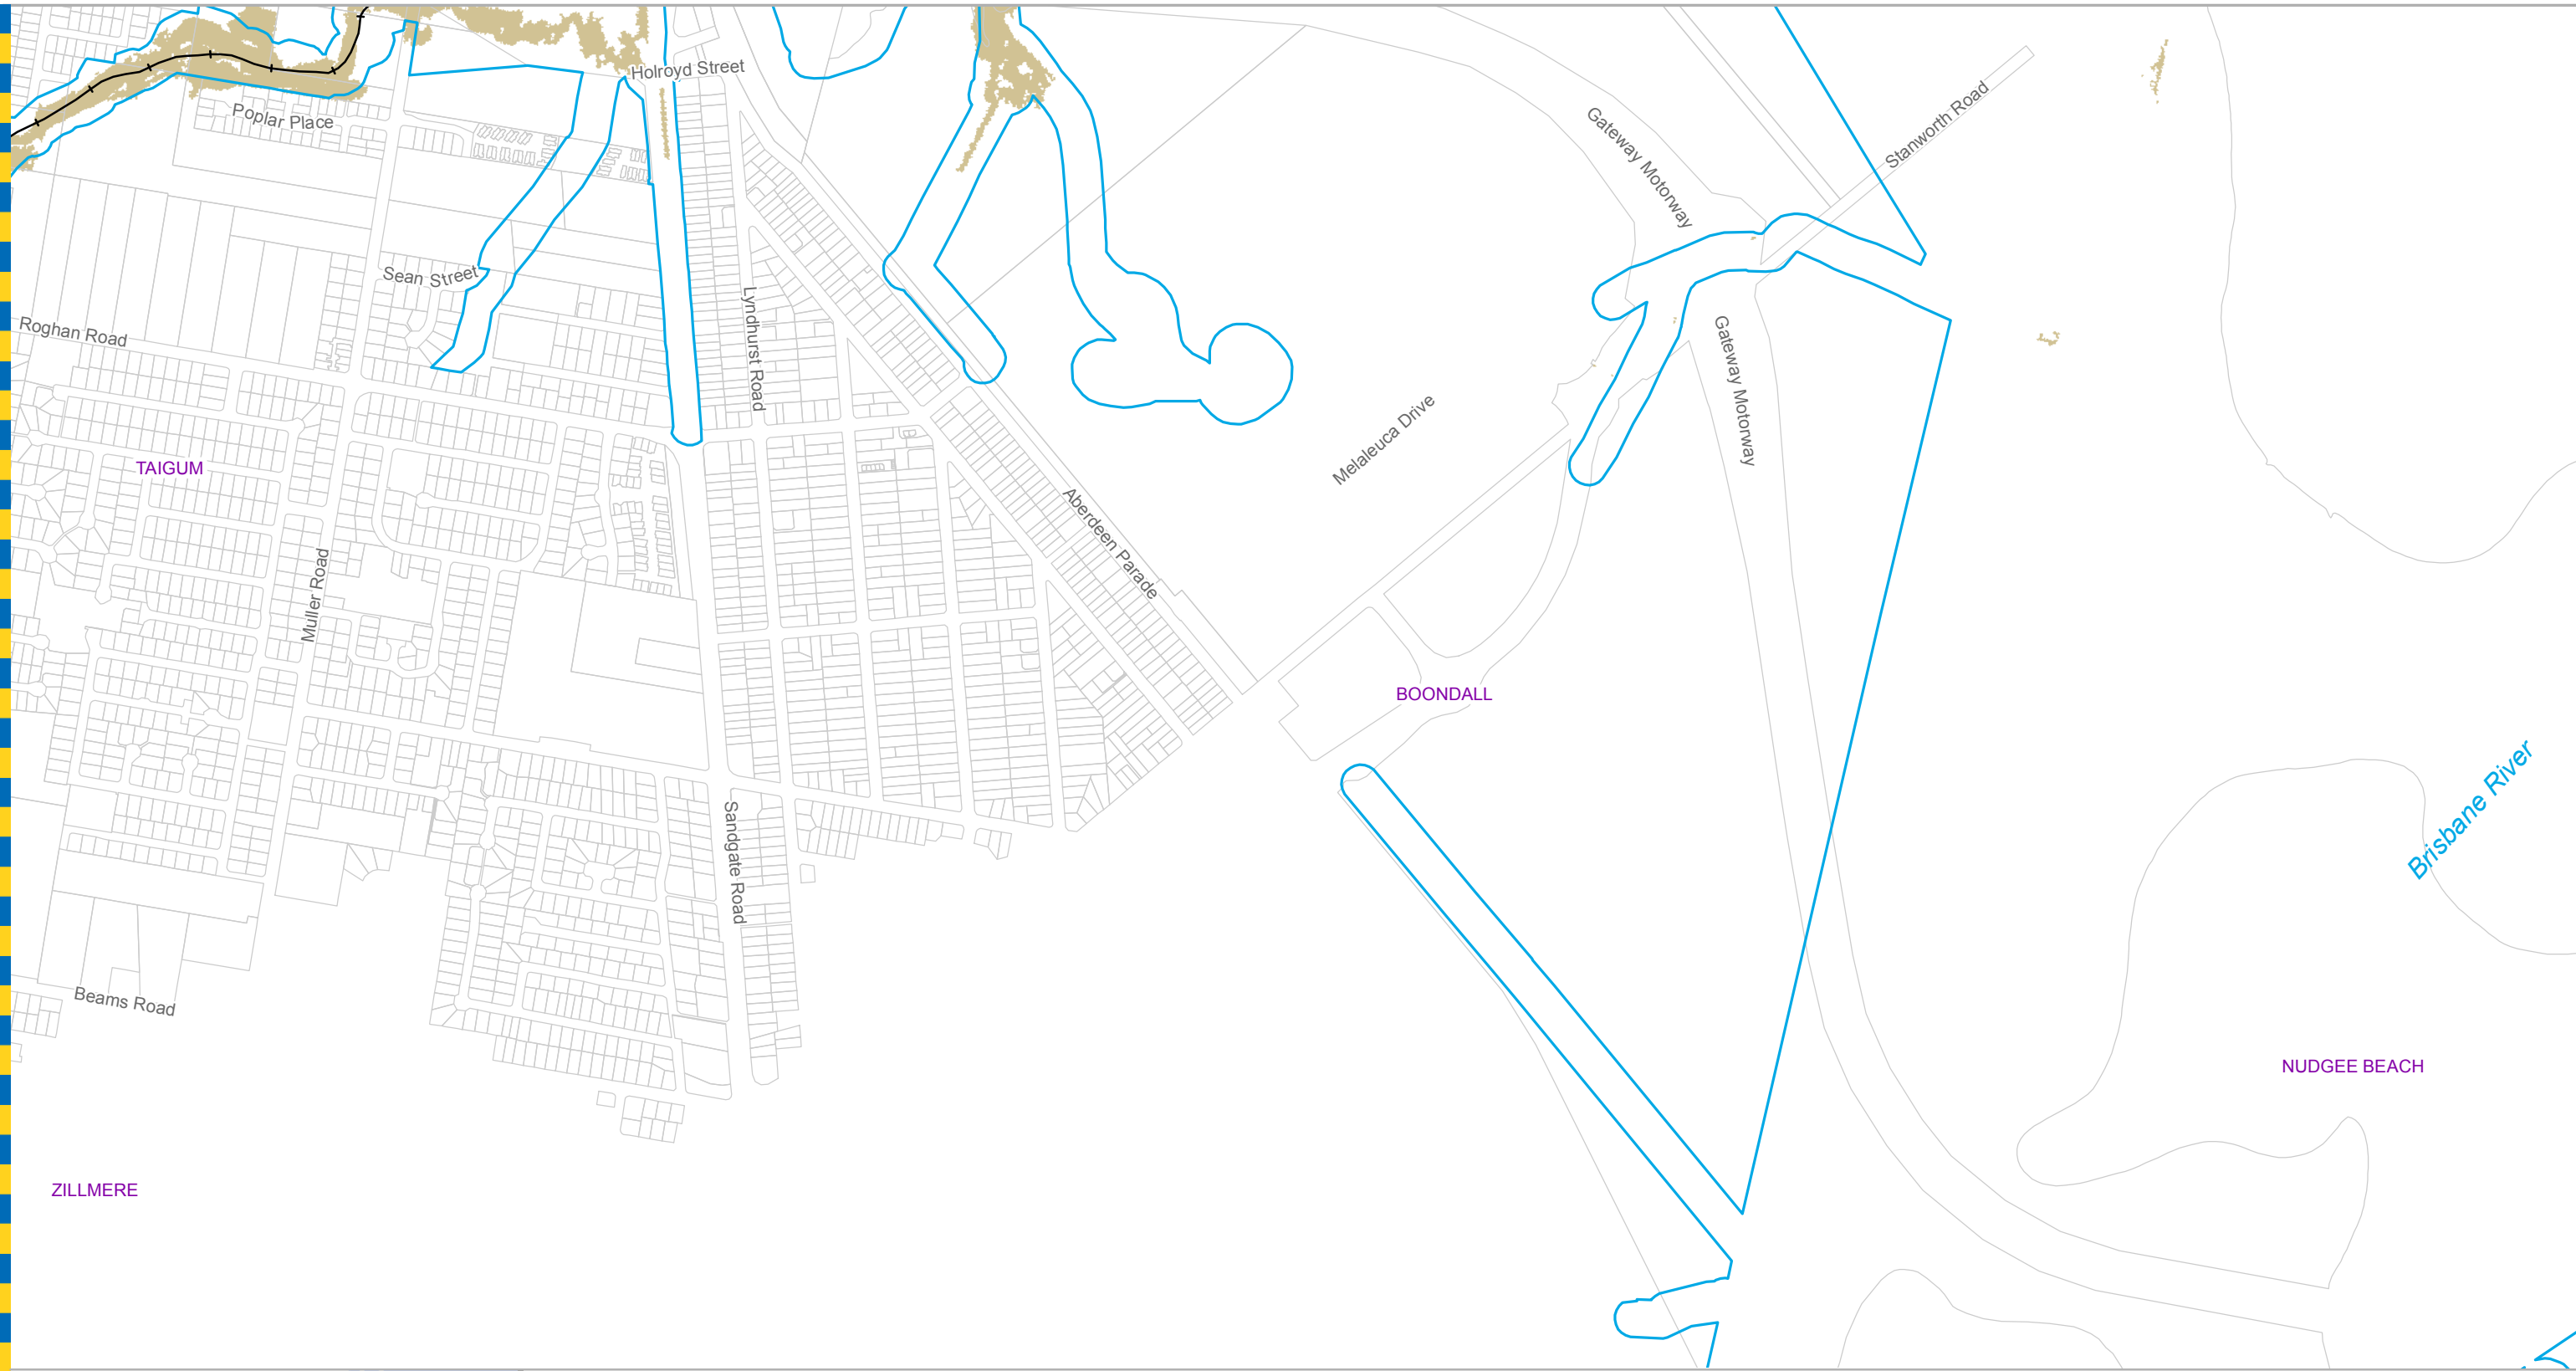 Holroyd Street
Poplar Place
Stanworth Road
Gateway Motorway
Sean Street
Roghan Road
Lyndhurst Road
Gateway Motorway
Melaleuca Drive
TAIGUM
Aberdeen Parade
Muller Road
BOONDALL
Brisbane River
Sandgate Road
Beams Road
NUDGEE BEACH
ZILLMERE